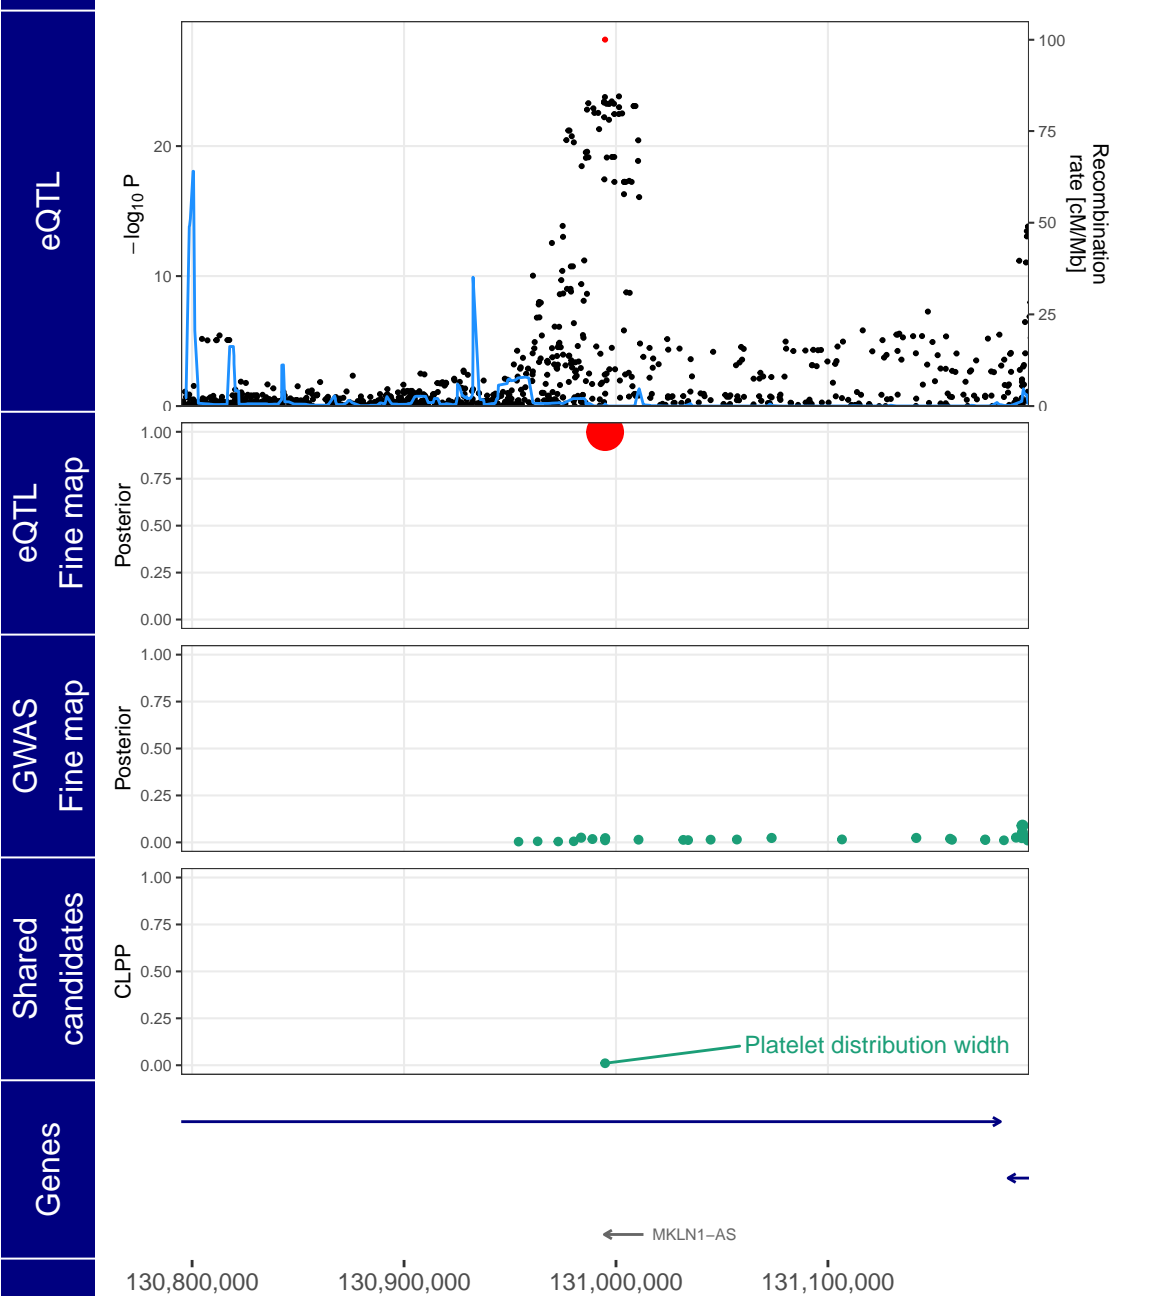 eQTL
−log10 P
20
10
0
100
75
50
25
0
Recombination
rate [cM/Mb]
eQTL
Fine map
Posterior
1.00
0.75
0.50
0.25
0.00
GWAS
Fine map
Posterior
1.00
0.75
0.50
0.25
0.00
Shared
candidates
CLPP
1.00
0.75
0.50
0.25
0.00
Platelet distribution width
Genes
MKLN1−AS
130,800,000
130,900,000
131,000,000
131,100,000